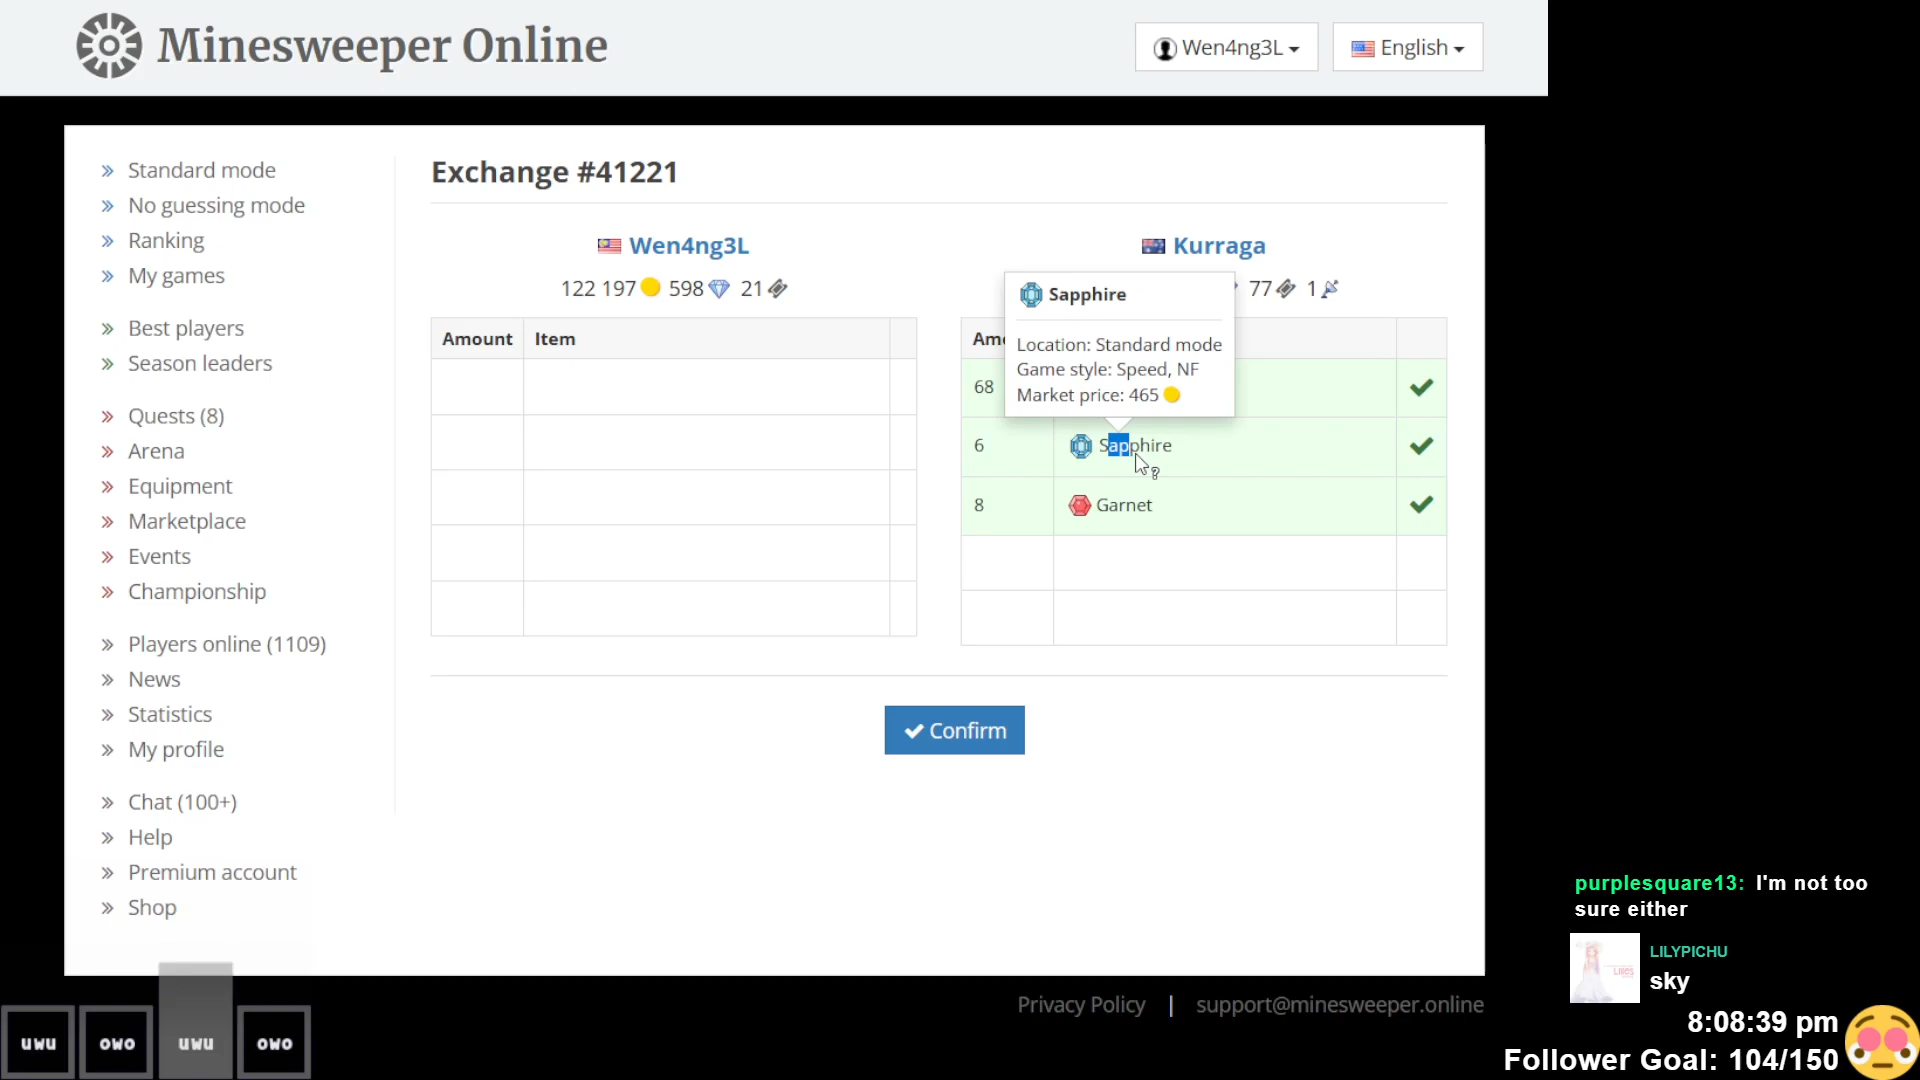 Minesweeper Online
Wen4ng3L
English
Standard mode
No guessing mode
Ranking
My games
Best players
Season leaders
Quests (8)
Arena
Equipment
Marketplace
Events
Championship
Players online (1109)
News
Statistics
My profile
Chat (100+)
Help
Premium account
Shop
Exchange #41221
Wen4ng3L
122 197 598 21
Amount Item
Kurraga
77 1
Sapphire
Location: Standard mode
Game style: Speed, NF
Market price: 465
68
6 Sapphire
8 Garnet
Confirm
Privacy Policy | support@minesweeper.online
purplesquare13: I'm not too
sure either
LILYPICHU
sky
8:08:39 pm
Follower Goal: 104/150
uwu owo uwu owo